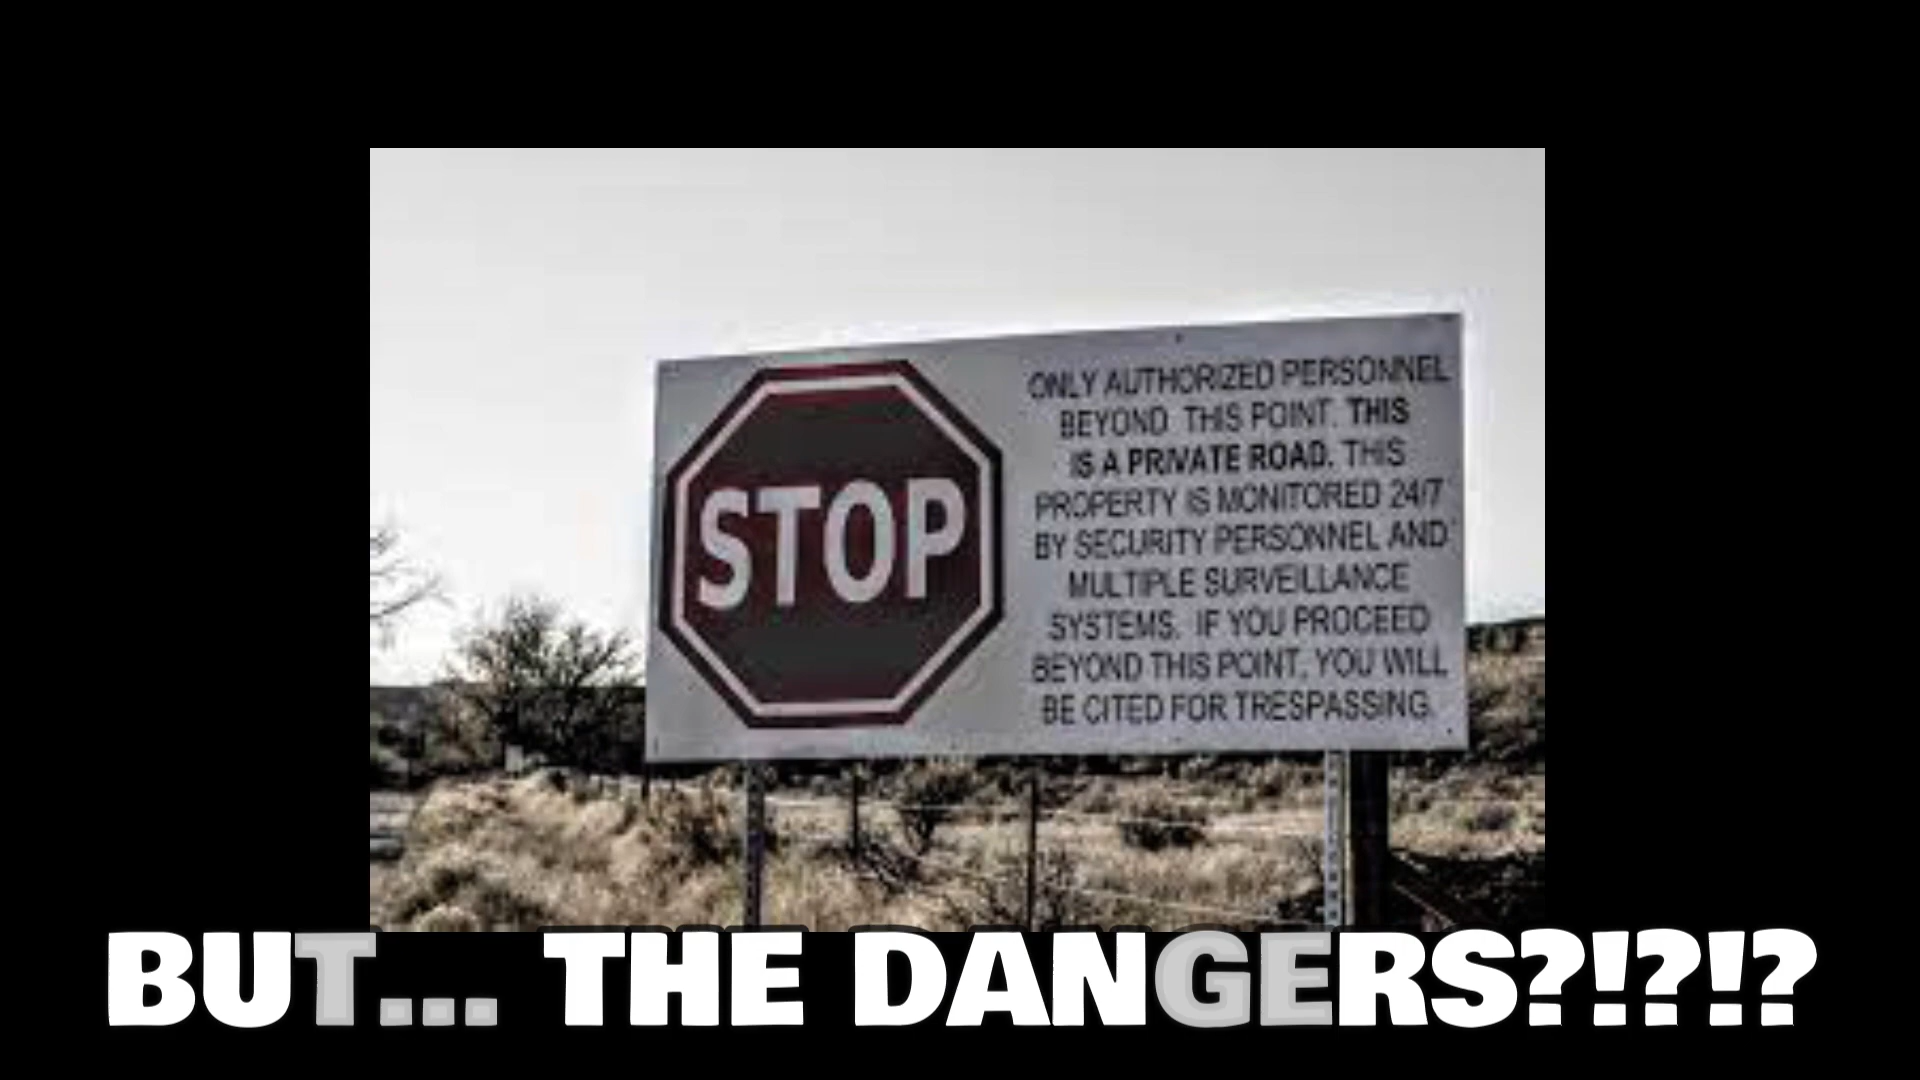 STOP
ONLY AUTHORIZED PERSONNEL
BEYOND THIS POINT. THIS
IS A PRIVATE ROAD. THIS
PROPERTY IS MONITORED 24/7
BY SECURITY PERSONNEL AND
MULTIPLE SURVEILLANCE
SYSTEMS. IF YOU PROCEED
BEYOND THIS POINT, YOU WILL
BE CITED FOR TRESPASSING.
BUT... THE DANGERS?!?!?